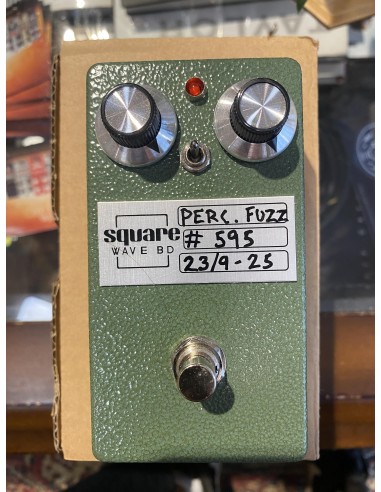 PERC. FUZZ
square
# 595
WAVE BD
23/9-25